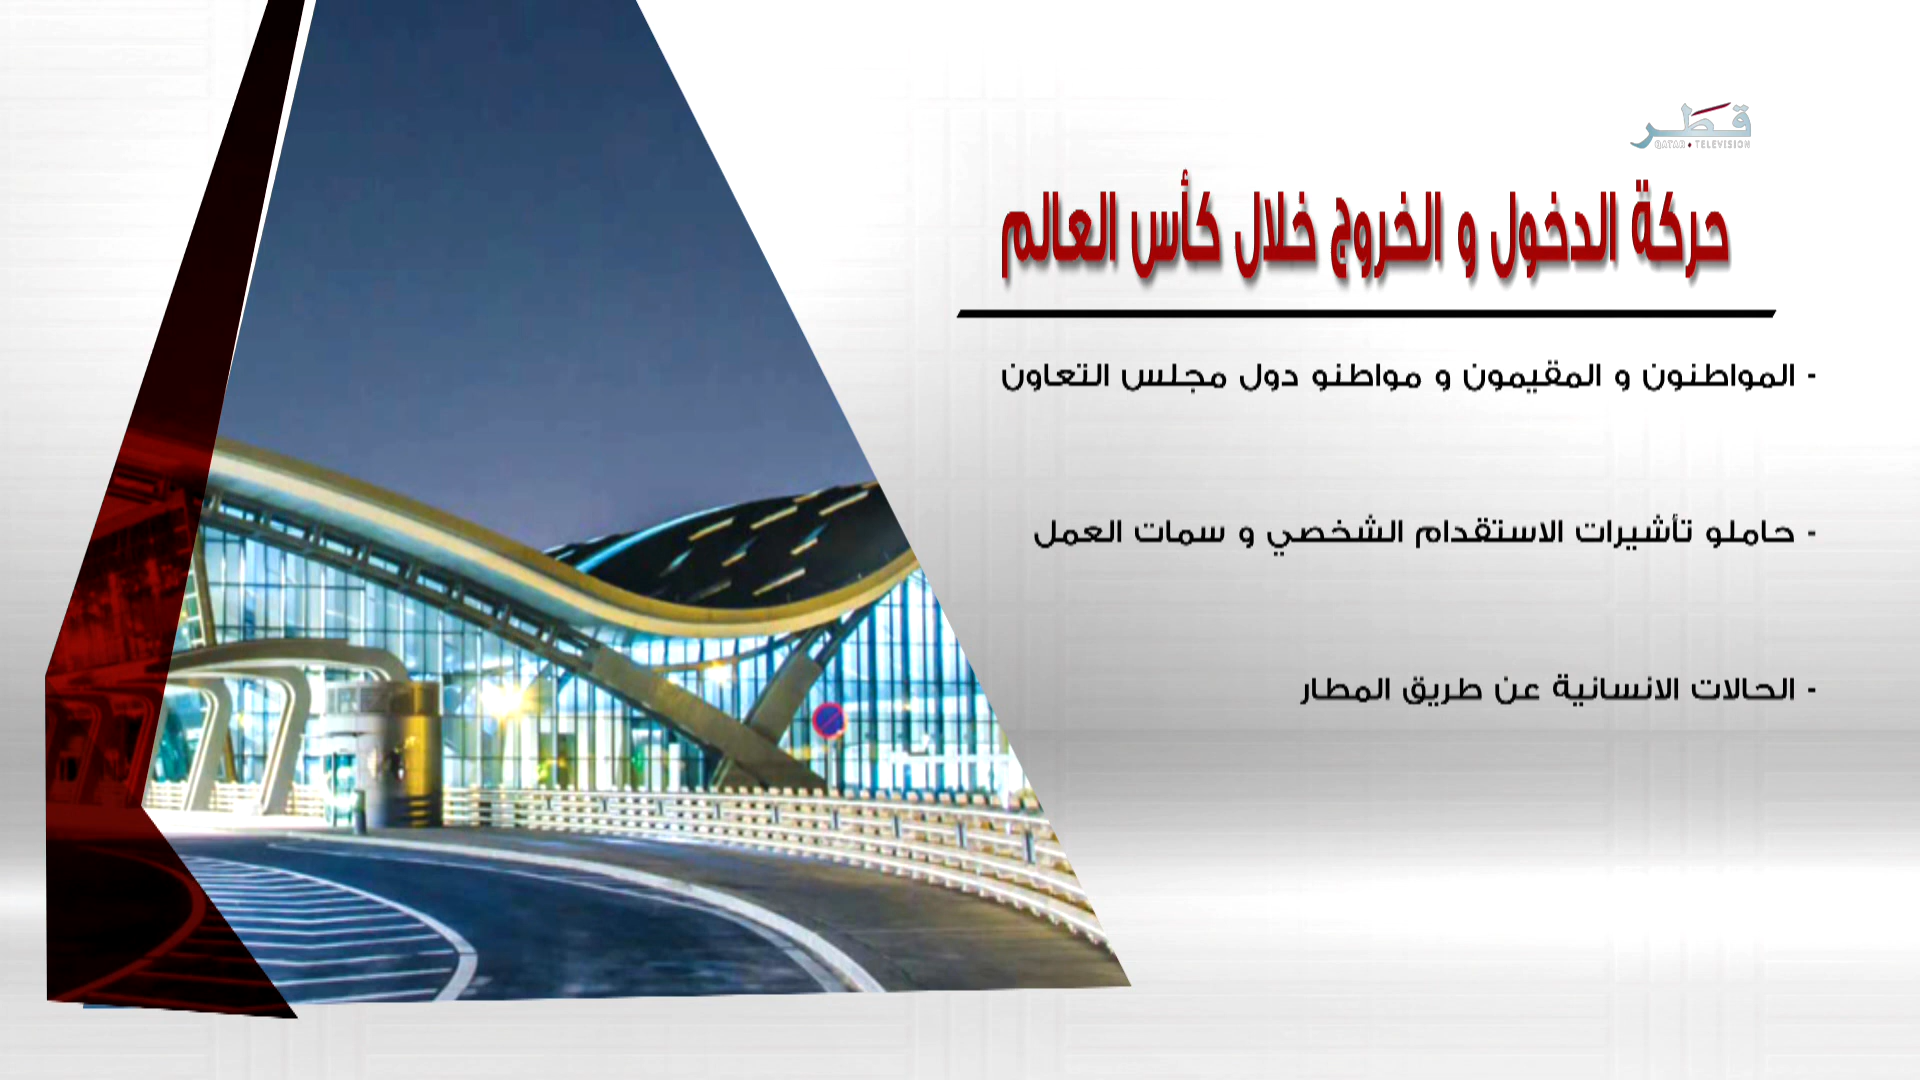 قطر
QATAR TELEVISION
حركة الدخول و الخروج خلال كأس العالم
- المواطنون و المقيمون و مواطنو دول مجلس التعاون
- حاملو تأشيرات الاستقدام الشخصي و سمات العمل
- الحالات الانسانية عن طريق المطار